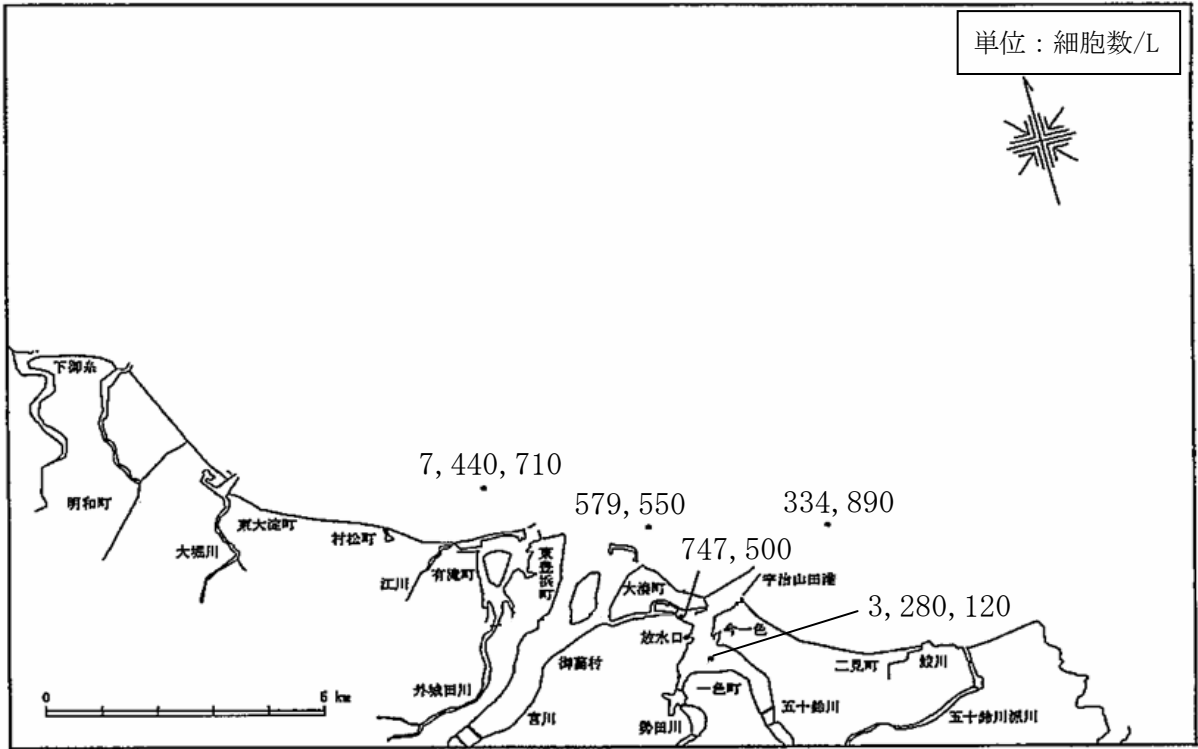 単位：細胞数/L
下御糸
7,440,710
579,550
334,890
明和町
東大淀町
村松町
747,500
大堀川
江川
有滝町
東豊浜町
大湊町
宇治山田港
3,280,120
放水口
今一色
御薗村
二見町
鮫川
外城田川
一色町
宮川
勢田川
五十鈴川
五十鈴川派川
0
6 km